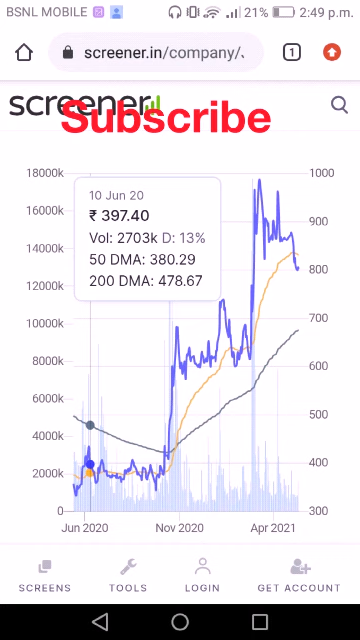 BSNL MOBILE 21% 2:49 p.m.
screener.in/company/
1
screener
Subscribe
18000k 1000
16000k 900
14000k 800
12000k 700
10000k 600
8000k 500
6000k 400
4000k 300
2000k
0
10 Jun 20
₹ 397.40
Vol: 2703k D: 13%
50 DMA: 380.29
200 DMA: 478.67
Jun 2020 Nov 2020 Apr 2021
SCREENS TOOLS LOGIN GET ACCOUNT